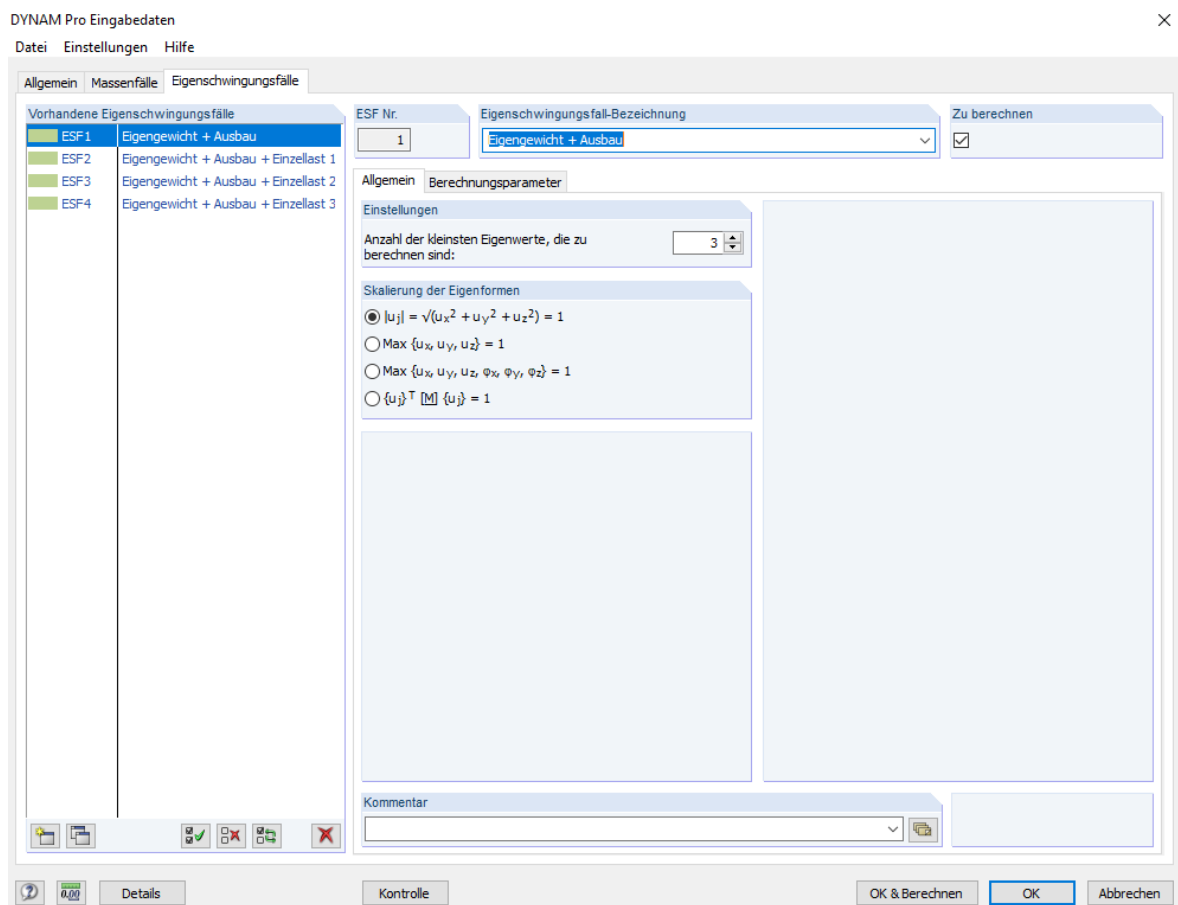 DYNAM Pro Eingabedaten
Datei Einstellungen Hilfe
Allgemein Massenfälle Eigenschwingungsfälle
Vorhandene Eigenschwingungsfälle
ESF1 Eigengewicht + Ausbau
ESF2 Eigengewicht + Ausbau + Einzellast 1
ESF3 Eigengewicht + Ausbau + Einzellast 2
ESF4 Eigengewicht + Ausbau + Einzellast 3
ESF Nr.
1
Eigenschwingungsfall-Bezeichnung
Eigengewicht + Ausbau
Zu berechnen
Allgemein Berechnungsparameter
Einstellungen
Anzahl der kleinsten Eigenwerte, die zu
berechnen sind:
3
Skalierung der Eigenformen
|uj| = √(ux² + uy² + uz²) = 1
Max {ux, uy, uz} = 1
Max {ux, uy, uz, φx, φy, φz} = 1
{uj}ᵀ [M] {uj} = 1
Kommentar
0.00
Details Kontrolle OK & Berechnen OK Abbrechen